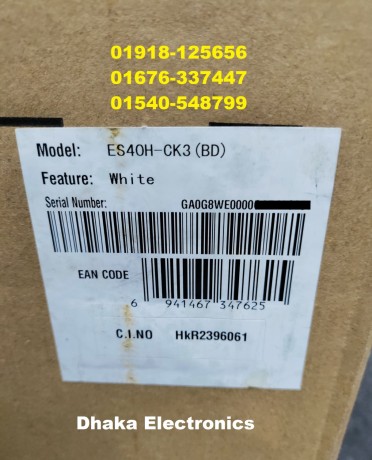 01918-125656
01676-337447
01540-548799
Model: ES40H-CK3(BD)
Feature: White
Serial Number: GA0G8WE0000
EAN CODE
6 941467 347625
C.I.NO HkR2396061
Dhaka Electronics